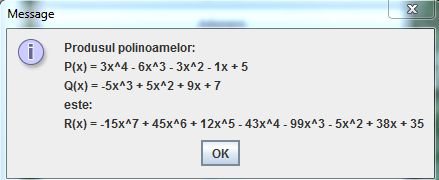 Message
Produsul polinoamelor:
P(x) = 3x^4 - 6x^3 - 3x^2 - 1x + 5
Q(x) = -5x^3 + 5x^2 + 9x + 7
este:
R(x) = -15x^7 + 45x^6 + 12x^5 - 43x^4 - 99x^3 - 5x^2 + 38x + 35
OK